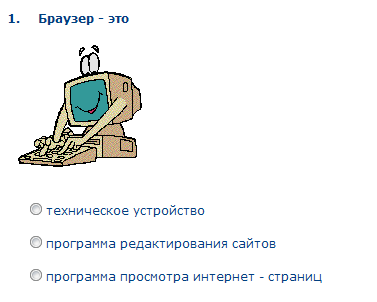 1. Браузер - это
техническое устройство
программа редактирования сайтов
программа просмотра интернет - страниц